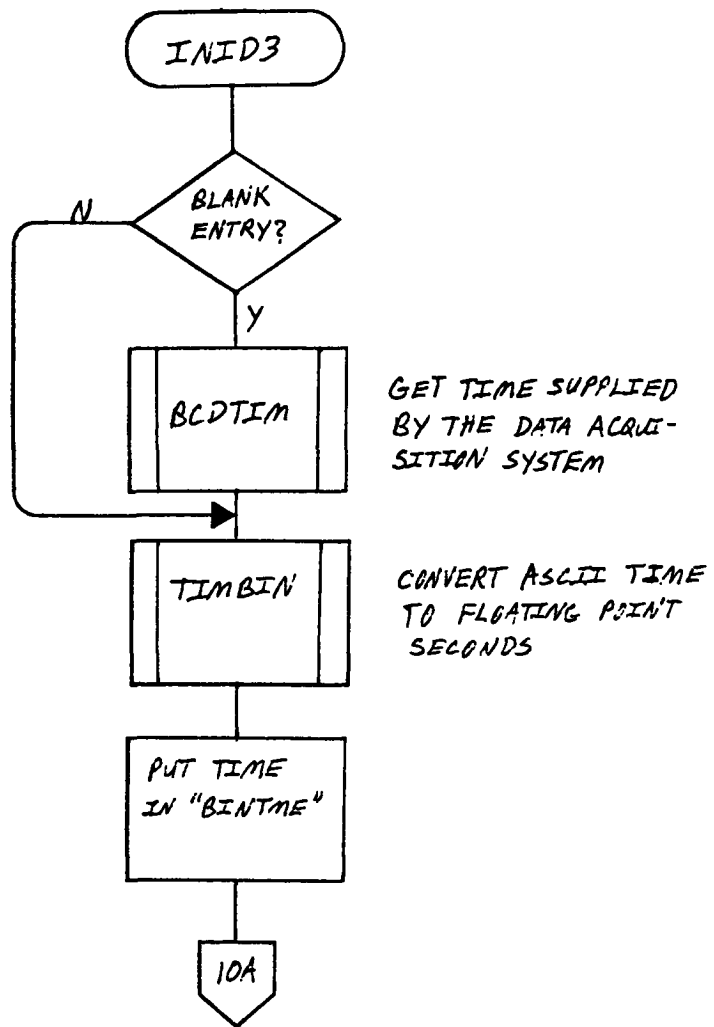 INID3
BLANK
ENTRY?
N
Y
BCDTIM
GET TIME SUPPLIED
BY THE DATA ACQUI-
SITION SYSTEM
TIMBIN
CONVERT ASCII TIME
TO FLOATING POINT
SECONDS
PUT TIME
IN "BINTME"
10A